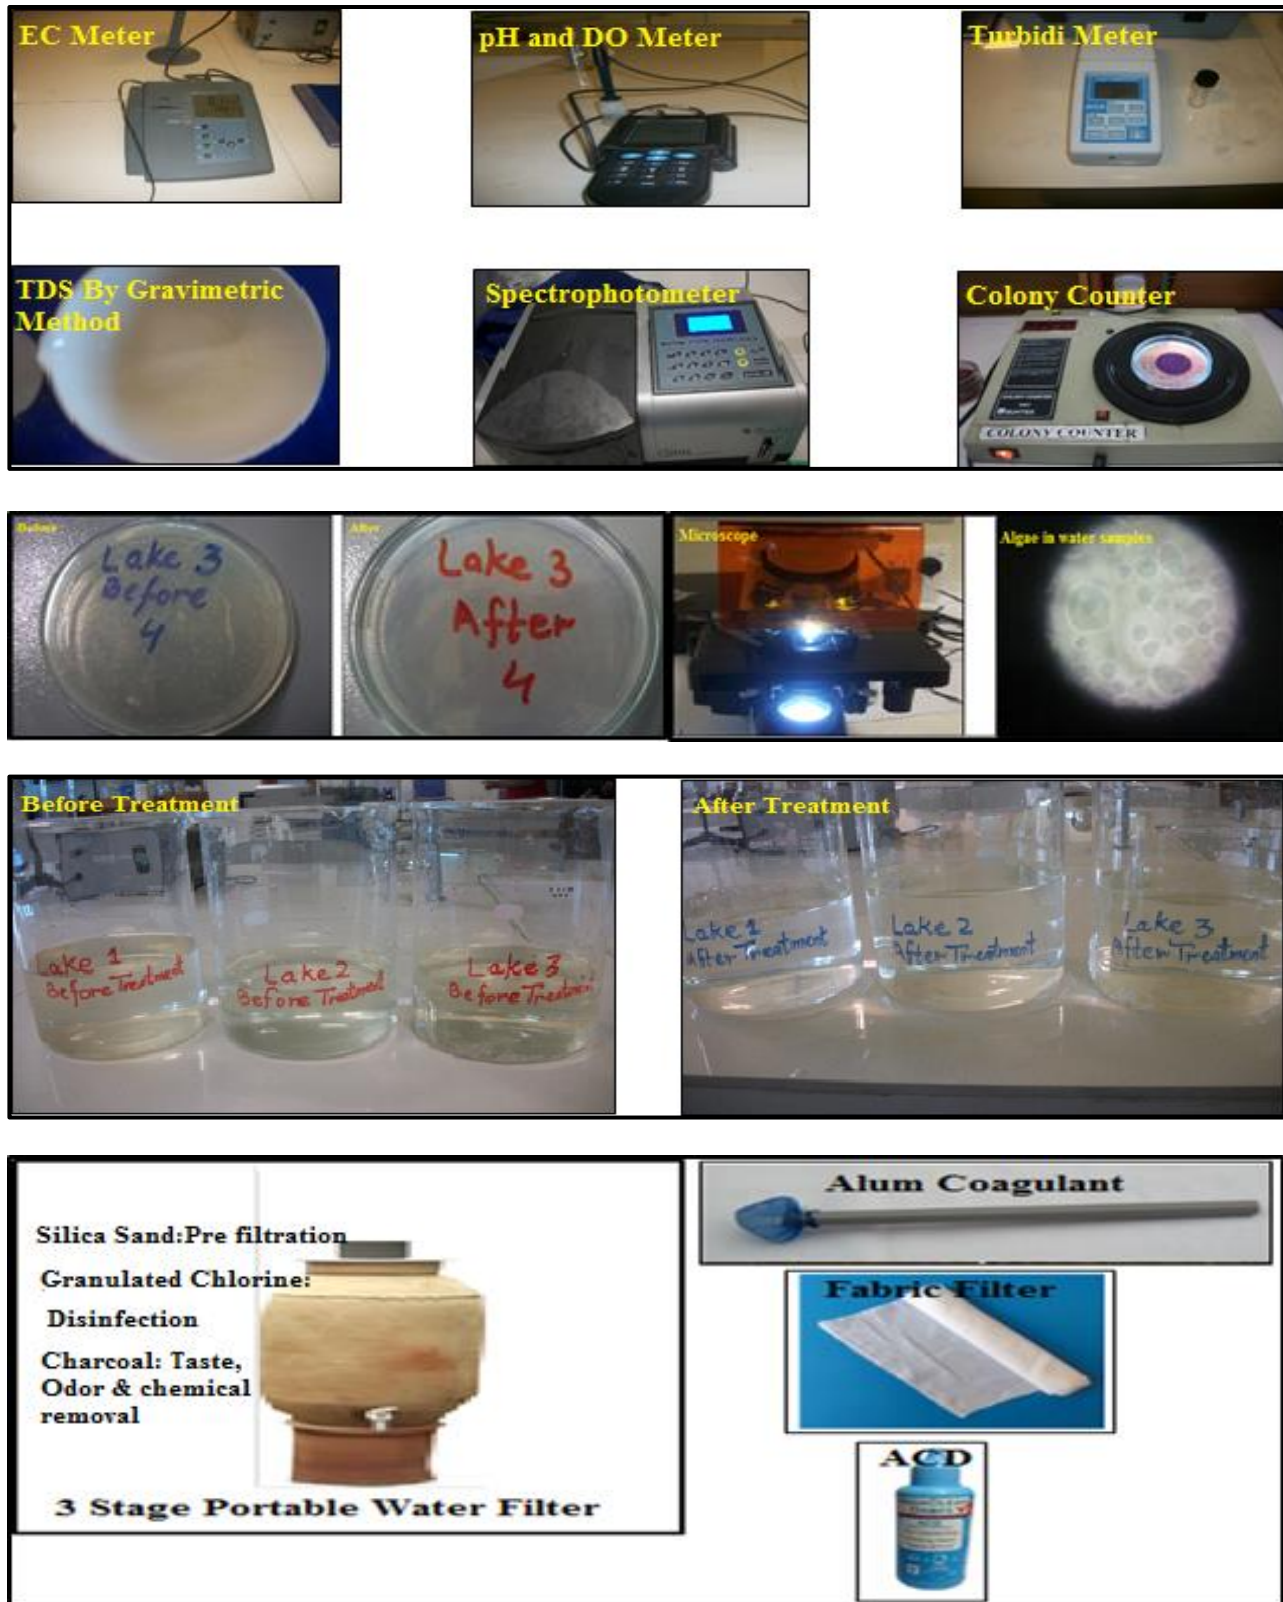 EC Meter
pH and DO Meter
Turbidi Meter
TDS By Gravimetric
Method
Spectrophotometer
Colony Counter
COLONY COUNTER
Before
Lake 3
Before
4
After
Lake 3
After
4
Microscope
Algae in water samples
Before Treatment
Lake 1
Before Treatment
Lake 2
Before Treatment
Lake 3
Before Treatment
After Treatment
Lake 1
After Treatment
Lake 2
After Treatment
Lake 3
After Treatment
Silica Sand:Pre filtration
Granulated Chlorine:
Disinfection
Charcoal: Taste,
Odor & chemical
removal
3 Stage Portable Water Filter
Alum Coagulant
Fabric Filter
ACD